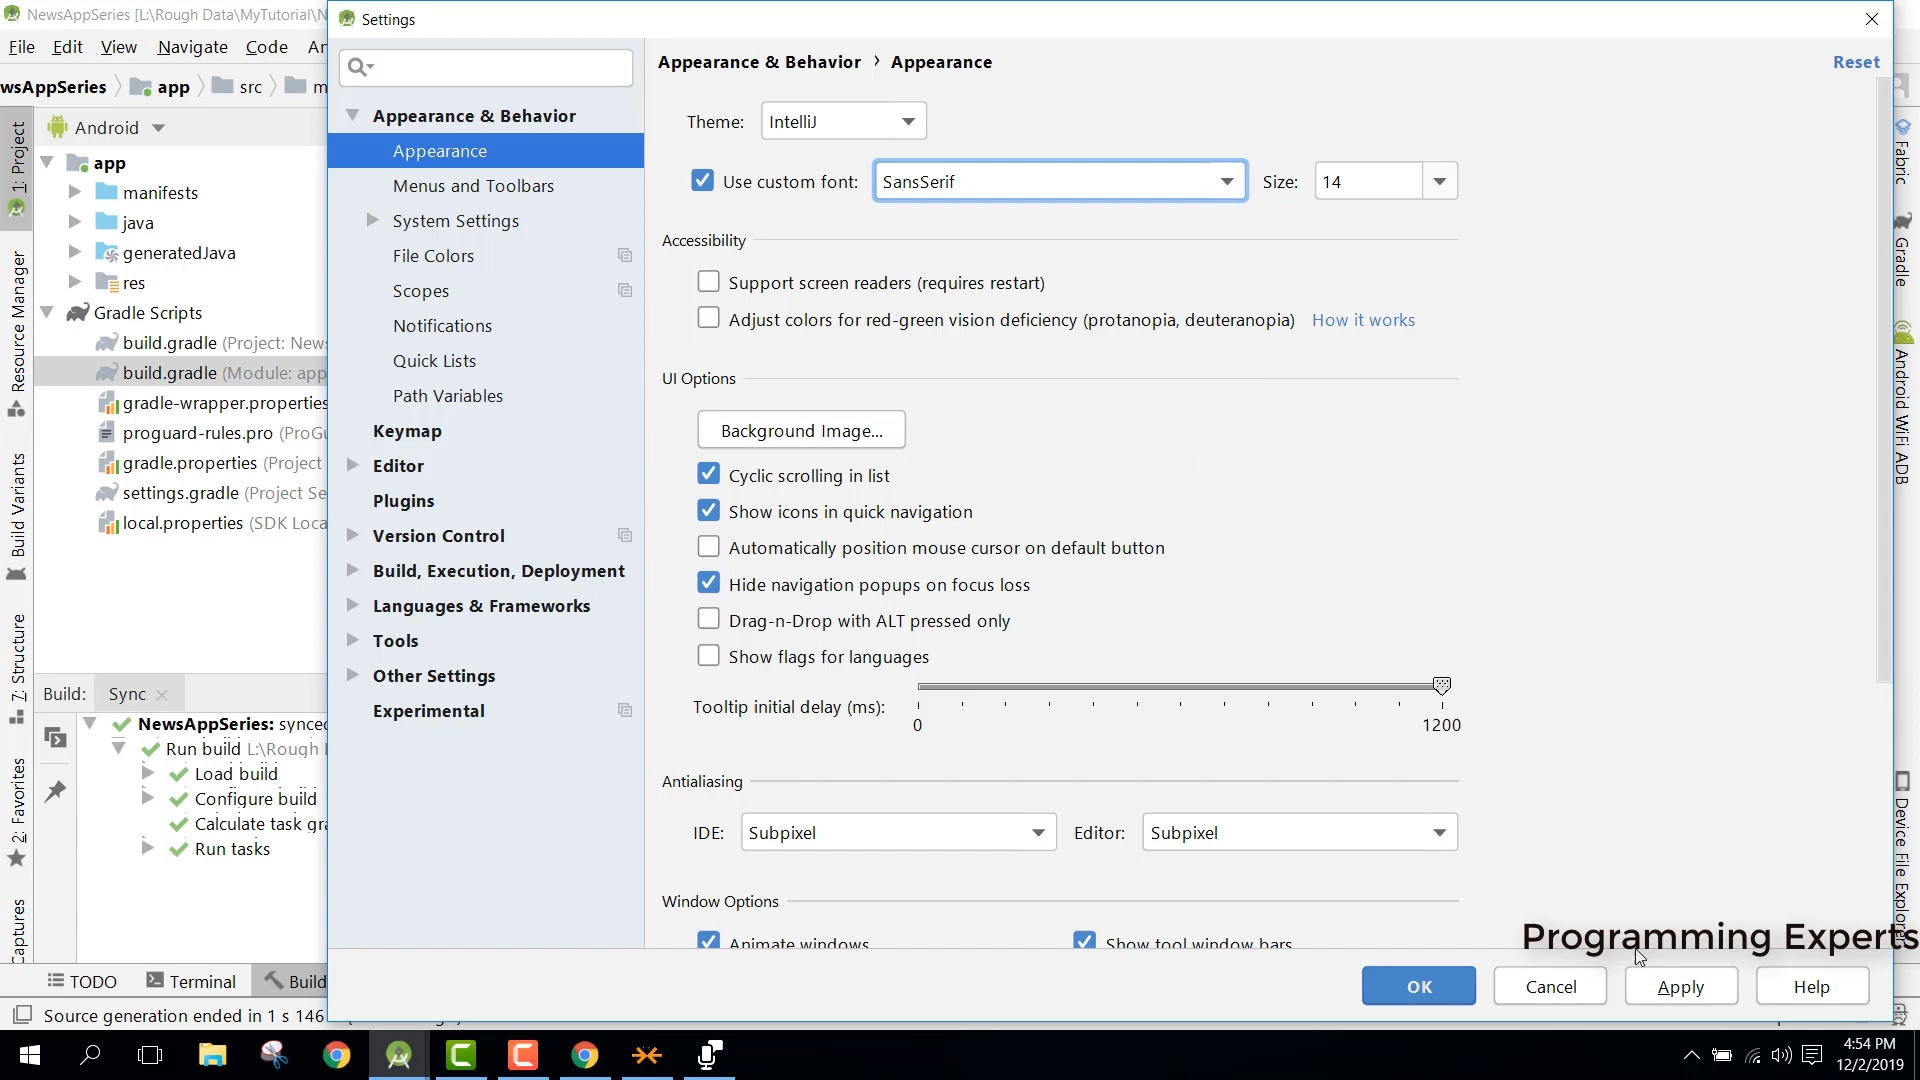 NewsAppSeries [L:\Rough Data\MyTutorial\N
Settings
File Edit View Navigate Code An
wsAppSeries app src m
Android
app
manifests
java
generatedJava
res
Gradle Scripts
build.gradle (Project: News
build.gradle (Module: app
gradle-wrapper.properties
proguard-rules.pro (ProGu
gradle.properties (Project
settings.gradle (Project Se
local.properties (SDK Loca
1: Project
Resource Manager
Build Variants
7: Structure
2: Favorites
Captures
Build: Sync
NewsAppSeries: synced
Run build L:\Rough
Load build
Configure build
Calculate task gra
Run tasks
TODO Terminal Build
Source generation ended in 1 s 146
Appearance & Behavior
Appearance
Menus and Toolbars
System Settings
File Colors
Scopes
Notifications
Quick Lists
Path Variables
Keymap
Editor
Plugins
Version Control
Build, Execution, Deployment
Languages & Frameworks
Tools
Other Settings
Experimental
Appearance & Behavior › Appearance
Reset
Theme: IntelliJ
Use custom font: SansSerif Size: 14
Accessibility
Support screen readers (requires restart)
Adjust colors for red-green vision deficiency (protanopia, deuteranopia) How it works
UI Options
Background Image...
Cyclic scrolling in list
Show icons in quick navigation
Automatically position mouse cursor on default button
Hide navigation popups on focus loss
Drag-n-Drop with ALT pressed only
Show flags for languages
Tooltip initial delay (ms):
0 1200
Antialiasing
IDE: Subpixel Editor: Subpixel
Window Options
Animate windows Show tool window bars
Programming Experts
OK Cancel Apply Help
Fabric
Gradle
Android WiFi ADB
Device File Explorer
4:54 PM
12/2/2019